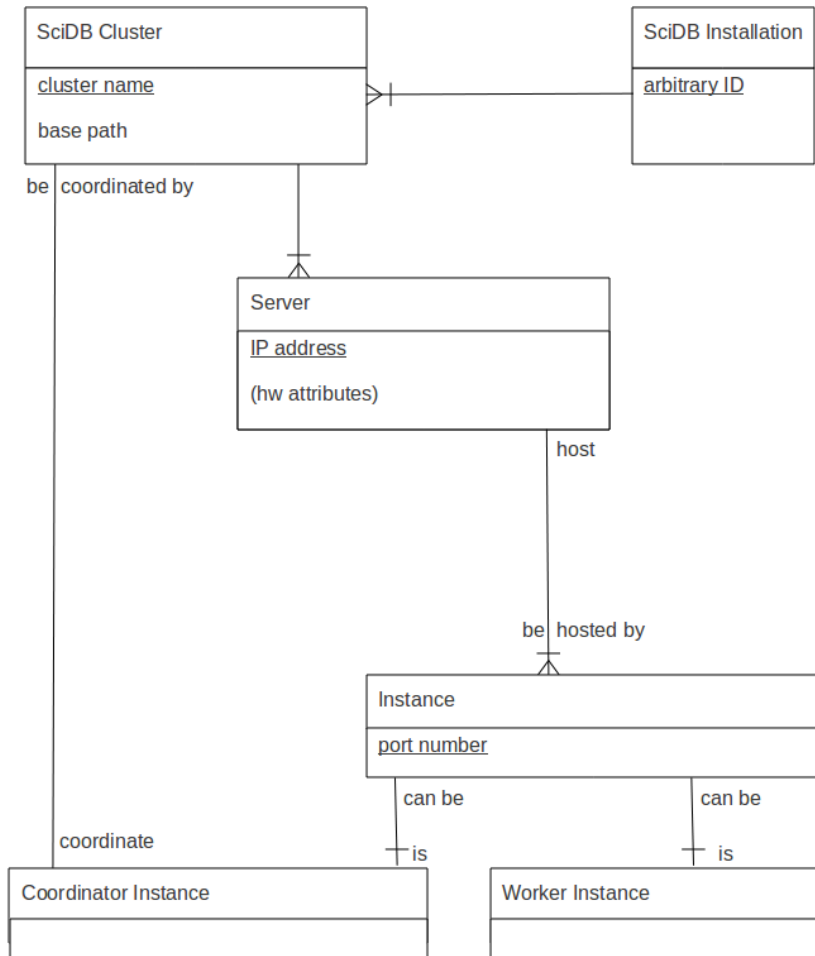 SciDB Cluster
SciDB Installation
cluster name
arbitrary ID
base path
be coordinated by
Server
IP address
(hw attributes)
host
be hosted by
Instance
port number
can be
can be
coordinate
is
is
Coordinator Instance
Worker Instance